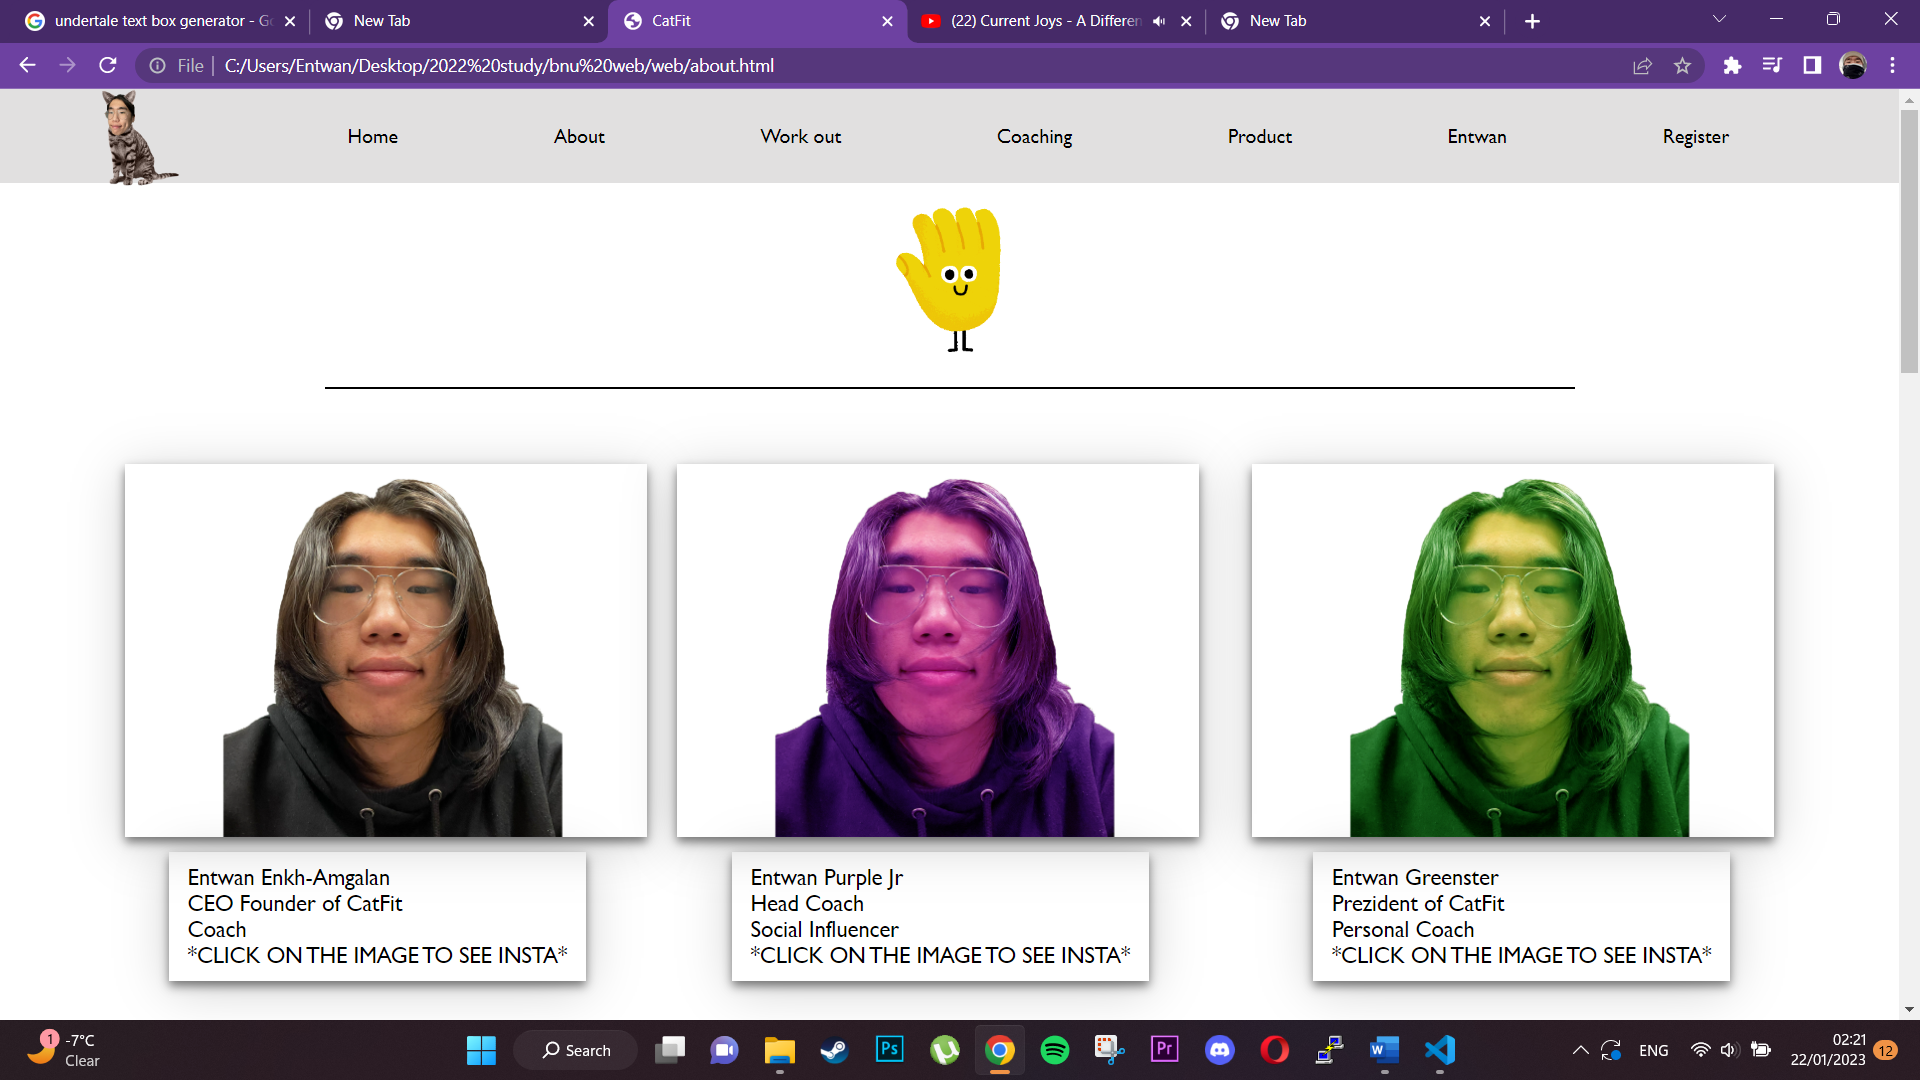 undertale text box generator - Go
New Tab
CatFit
(22) Current Joys - A Differen
New Tab
File
C:/Users/Entwan/Desktop/2022%20study/bnu%20web/web/about.html
Home
About
Work out
Coaching
Product
Entwan
Register
Entwan Enkh-Amgalan
CEO Founder of CatFit
Coach
*CLICK ON THE IMAGE TO SEE INSTA*
Entwan Purple Jr
Head Coach
Social Influencer
*CLICK ON THE IMAGE TO SEE INSTA*
Entwan Greenster
Prezident of CatFit
Personal Coach
*CLICK ON THE IMAGE TO SEE INSTA*
1
-7°C
Clear
Search
Ps
Pr
W
ENG
02:21
22/01/2023
12